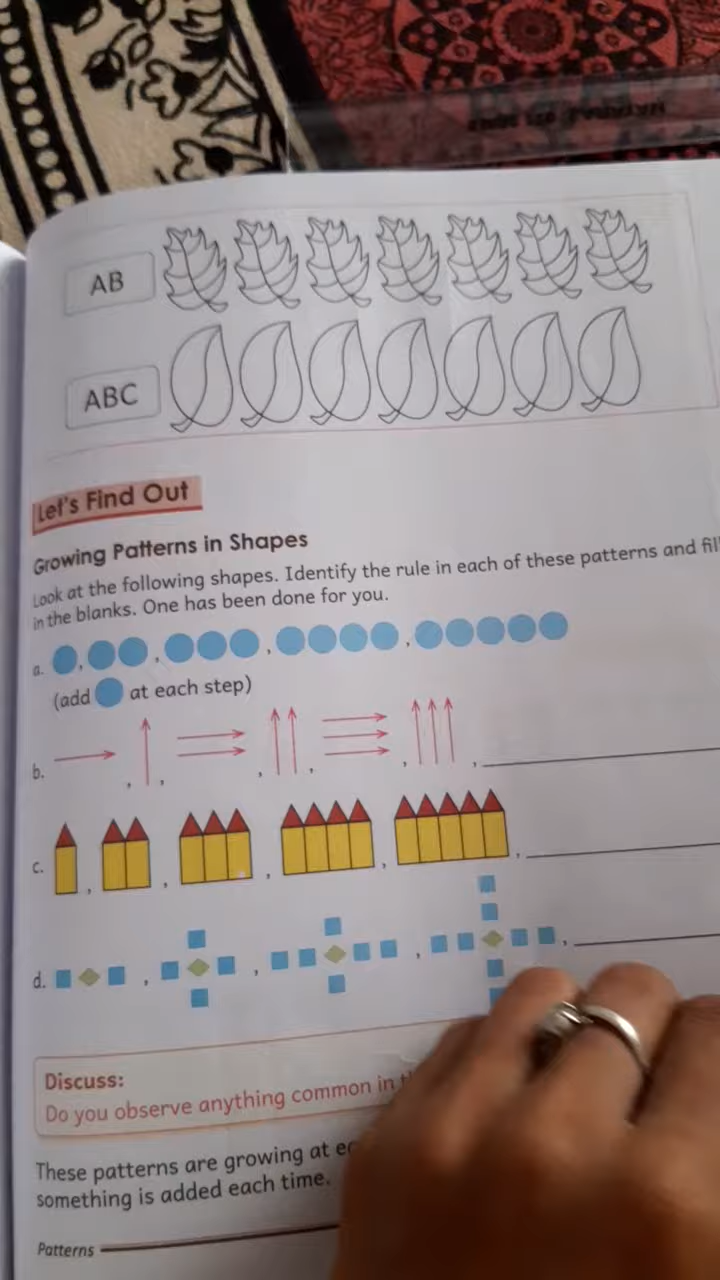 AB
ABC
Let's Find Out
Growing Patterns in Shapes
Look at the following shapes. Identify the rule in each of these patterns and fil
in the blanks. One has been done for you.
a. , , , ,
(add at each step)
b. , , , , , ,
c. , , , , ,
d. , , , ,
Discuss:
Do you observe anything common in
These patterns are growing at
something is added each time.
Patterns